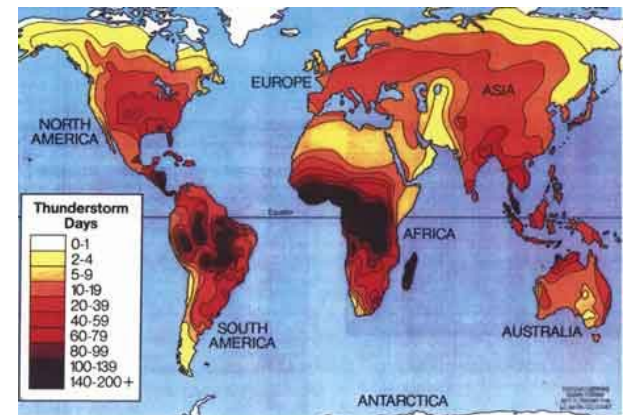 EUROPE
ASIA
NORTH
AMERICA
Thunderstorm
Days
0-1
2-4
5-9
10-19
20-39
40-59
60-79
80-99
100-139
140-200+
Equator
AFRICA
SOUTH
AMERICA
AUSTRALIA
ANTARCTICA